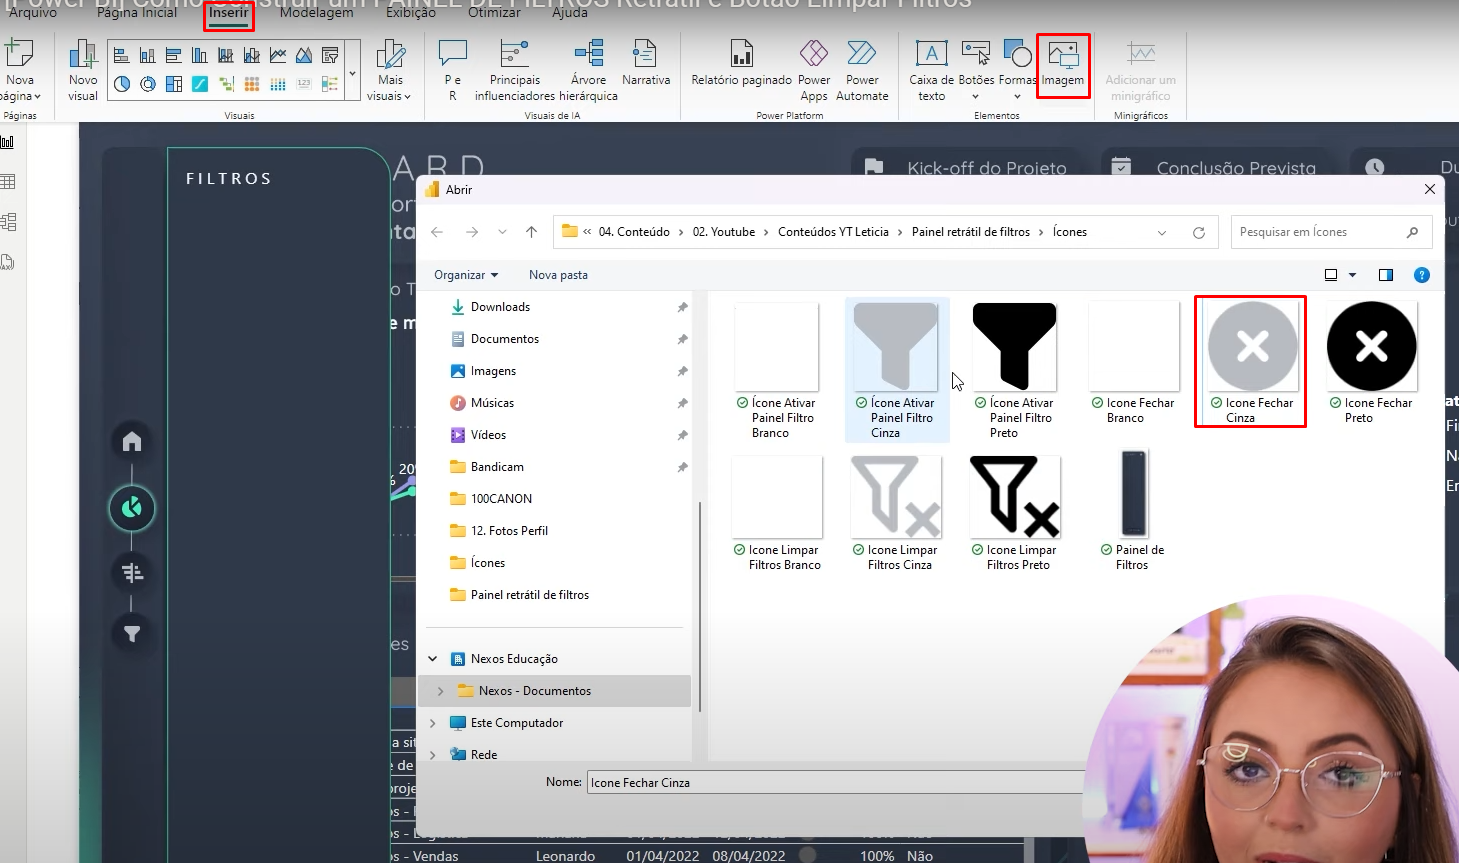 [Power BI] Como Construir um PAINEL DE FILTROS Retrátil e Botão Limpar Filtros
Arquivo
Página Inicial
Inserir
Modelagem
Exibição
Otimizar
Ajuda
Nova
página
Páginas
Novo
visual
Mais
visuais
Visuais
P e
R
Principais
influenciadores
Árvore
hierárquica
Narrativa
Visuais de IA
Relatório paginado
Power
Apps
Power
Automate
Power Platform
Caixa de
texto
Botões
Formas
Imagem
Elementos
Adicionar um
minigráfico
Minigráficos
123
FILTROS
ARD
Kick-off do Projeto
Conclusão Prevista
Du
Abrir
« 04. Conteúdo > 02. Youtube > Conteúdos YT Leticia > Painel retrátil de filtros > Ícones
Pesquisar em Ícones
Organizar
Nova pasta
Downloads
Documentos
Imagens
Músicas
Vídeos
Bandicam
100CANON
12. Fotos Perfil
Ícones
Painel retrátil de filtros
Nexos Educação
Nexos - Documentos
Este Computador
Rede
Ícone Ativar
Painel Filtro
Branco
Ícone Ativar
Painel Filtro
Cinza
Ícone Ativar
Painel Filtro
Preto
Icone Fechar
Branco
Icone Fechar
Cinza
Icone Fechar
Preto
Icone Limpar
Filtros Branco
Icone Limpar
Filtros Cinza
Icone Limpar
Filtros Preto
Painel de
Filtros
Nome:
Icone Fechar Cinza
os - Vendas
Leonardo
01/04/2022
08/04/2022
100%
Não